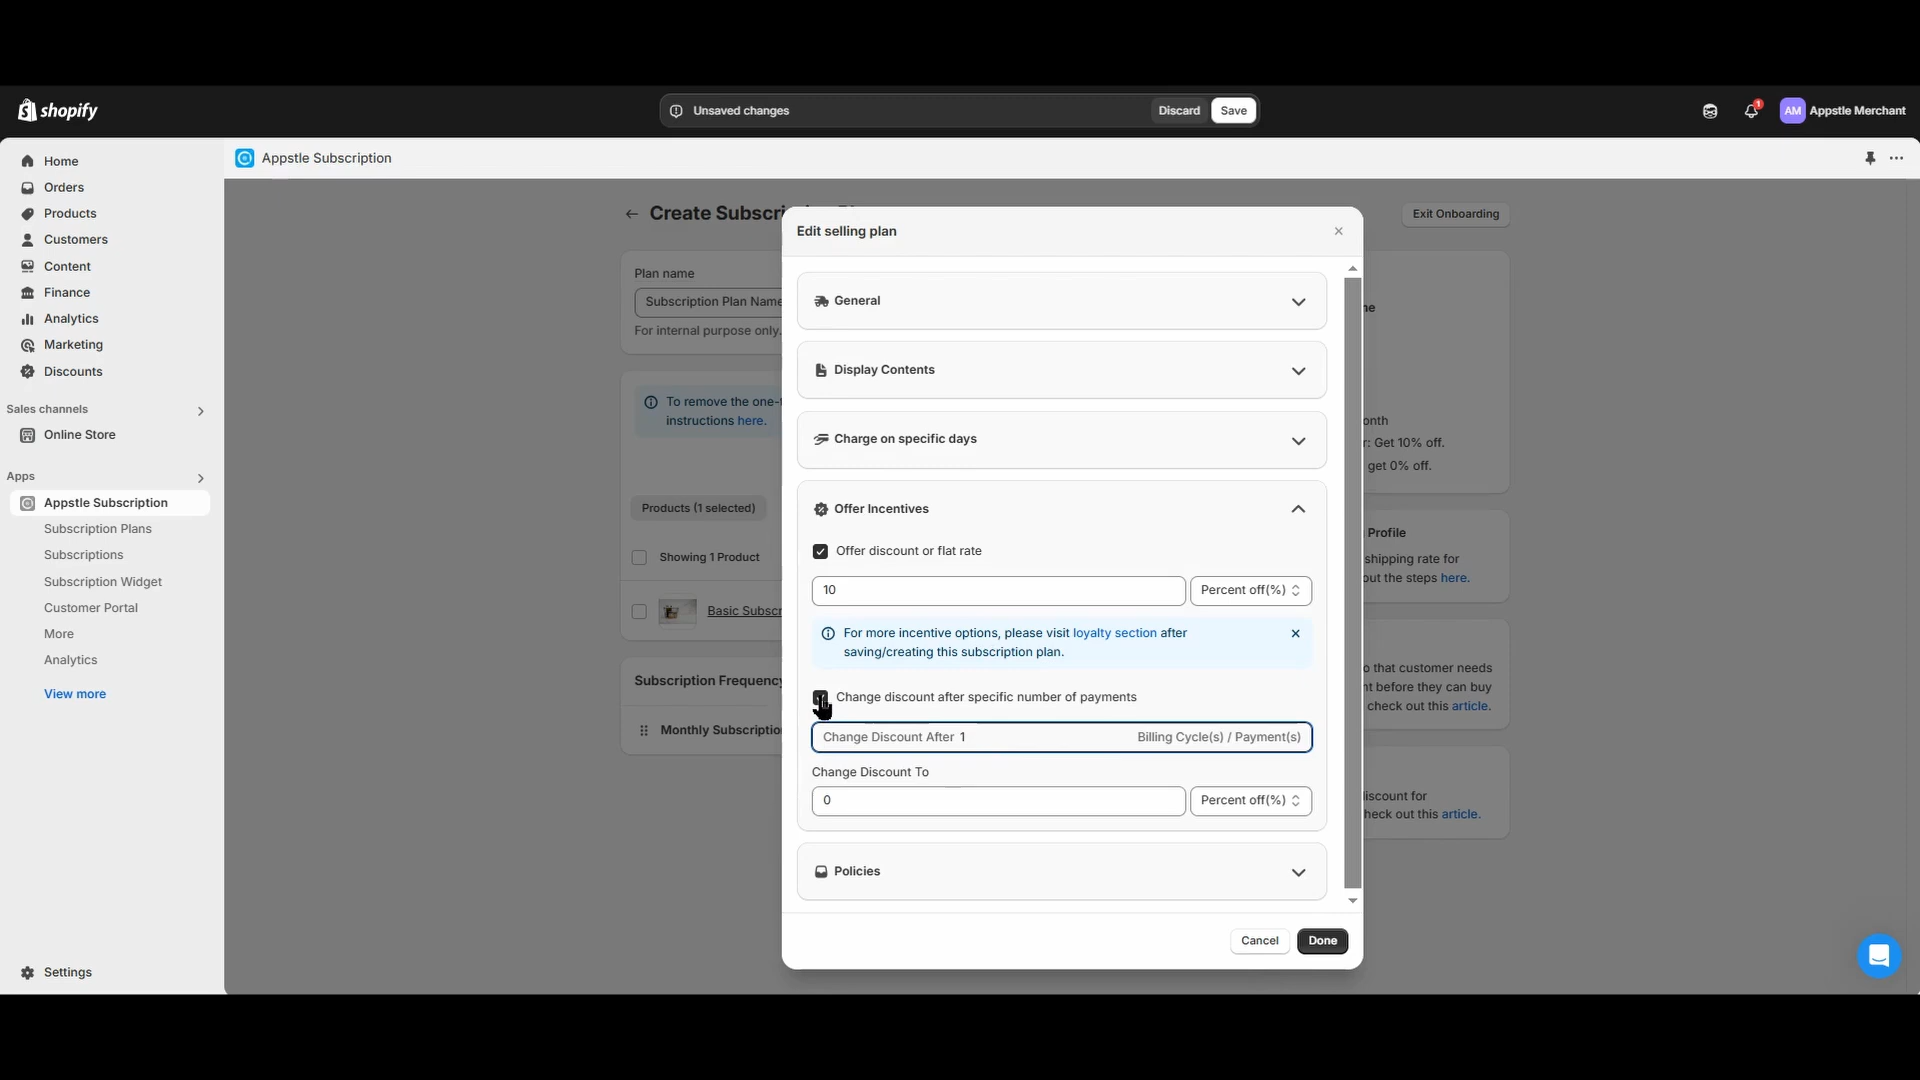 shopify
Unsaved changes
Discard
Save
1
AM
Appstle Merchant
Home
Orders
Products
Customers
Content
Finance
Analytics
Marketing
Discounts
Sales channels
Online Store
Apps
Appstle Subscription
Subscription Plans
Subscriptions
Subscription Widget
Customer Portal
More
Analytics
View more
Settings
Appstle Subscription
Create Subscri
Exit Onboarding
Plan name
Subscription Plan Name
For internal purpose only.
To remove the one-
instructions here.
Products (1 selected)
Showing 1 Product
Basic Subscr
Subscription Frequency
Monthly Subscriptio
Edit selling plan
General
Display Contents
Charge on specific days
Offer Incentives
Offer discount or flat rate
10
Percent off(%)
For more incentive options, please visit loyalty section after
saving/creating this subscription plan.
Change discount after specific number of payments
Change Discount After 1 Billing Cycle(s) / Payment(s)
Change Discount To
0
Percent off(%)
Policies
Cancel
Done
: Get 10% off.
get 0% off.
Profile
shipping rate for
out the steps here.
that customer needs
before they can buy
check out this article.
for
out this article.